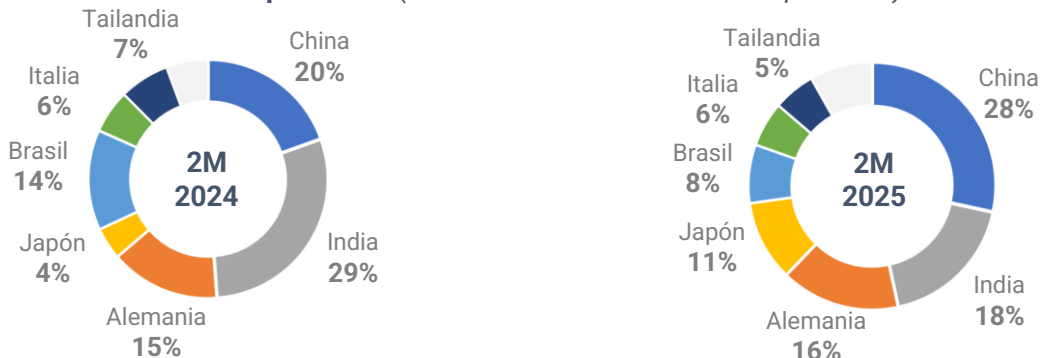 Tailandia
7%
China
20%
Italia
6%
Brasil
14%
2M
2024
Japón
4%
India
29%
Alemania
15%
Tailandia
5%
China
28%
Italia
6%
Brasil
8%
2M
2025
Japón
11%
India
18%
Alemania
16%